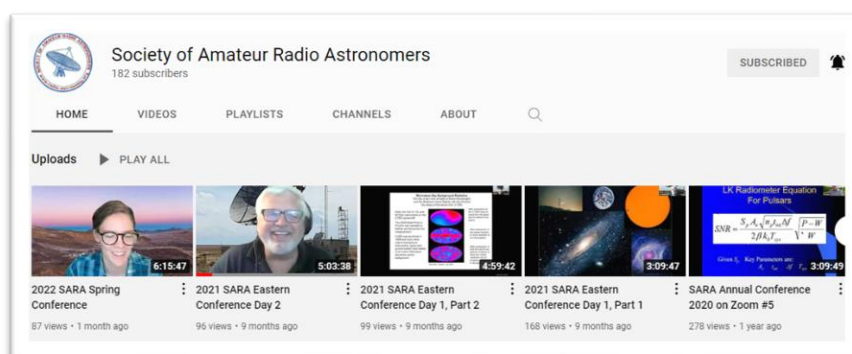 Society of Amateur Radio Astronomers
182 subscribers
SUBSCRIBED
HOME VIDEOS PLAYLISTS CHANNELS ABOUT
Uploads PLAY ALL
6:15:47
5:03:38
4:59:42
3:09:47
LK Radiometer Equation
For Pulsars
3:09:49
2022 SARA Spring
Conference
87 views • 1 month ago
2021 SARA Eastern
Conference Day 2
96 views • 9 months ago
2021 SARA Eastern
Conference Day 1, Part 2
99 views • 9 months ago
2021 SARA Eastern
Conference Day 1, Part 1
168 views • 9 months ago
SARA Annual Conference
2020 on Zoom #5
278 views • 1 year ago